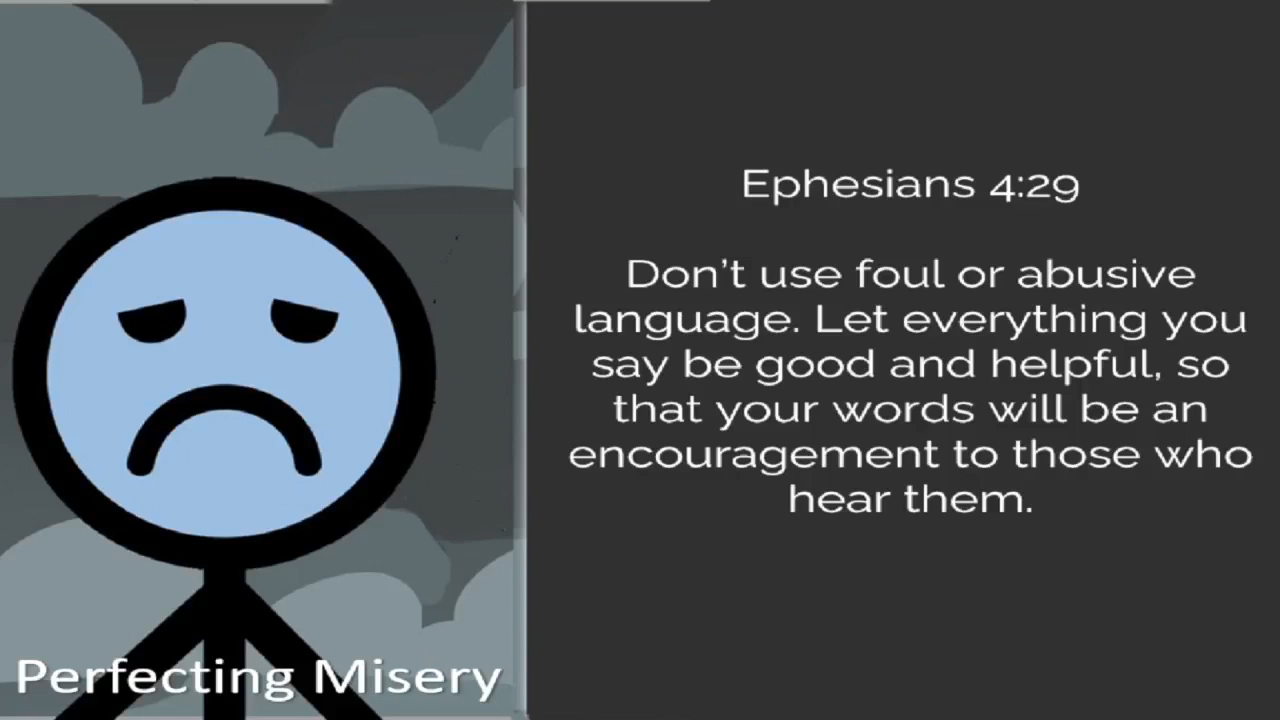 Perfecting Misery
Ephesians 4:29
Don’t use foul or abusive
language. Let everything you
say be good and helpful, so
that your words will be an
encouragement to those who
hear them.